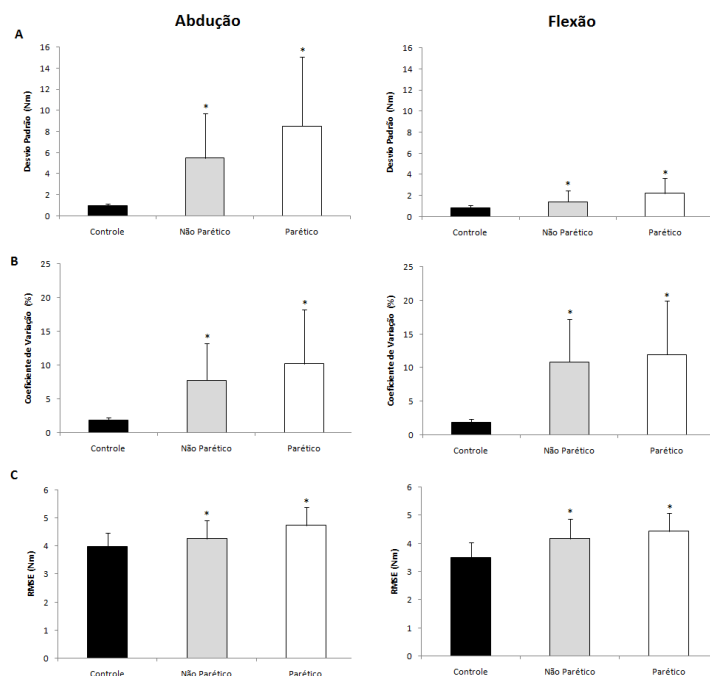 Abdução
Flexão
A
Desvio Padrão (Nm)
16
14
12
10
8
6
4
2
0
*
*
Controle
Não Parético
Parético
Desvio Padrão (Nm)
16
14
12
10
8
6
4
2
0
*
*
Controle
Não Parético
Parético
B
Coeficiente de Variação (%)
25
20
15
10
5
0
*
*
Controle
Não Parético
Parético
Coeficiente de Variação (%)
25
20
15
10
5
0
*
*
Controle
Não Parético
Parético
C
RMSE (Nm)
6
5
4
3
2
1
0
*
*
Controle
Não Parético
Parético
RMSE (Nm)
6
5
4
3
2
1
0
*
*
Controle
Não Parético
Parético